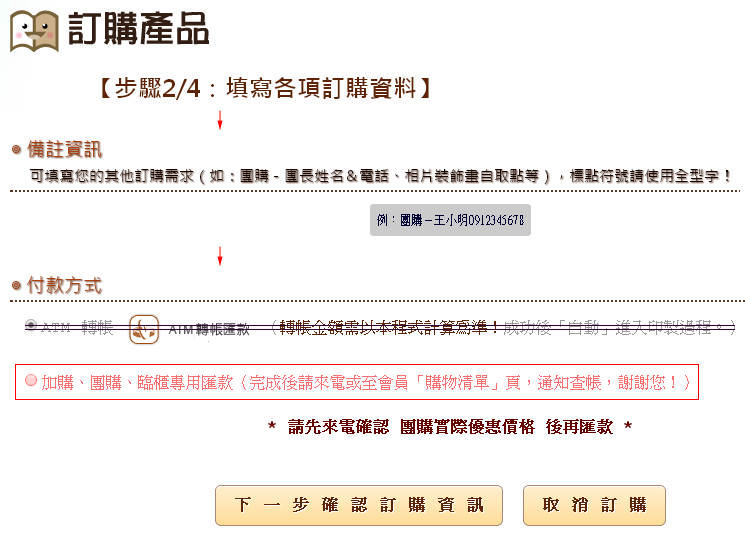 訂購產品
【步驟2/4：填寫各項訂購資料】
備註資訊
可填寫您的其他訂購需求（如：團購－團長姓名＆電話、相片裝飾畫自取點等），標點符號請使用全型字！
例：團購－王小明0912345678
付款方式
ATM 轉帳 ATM轉帳匯款 （轉帳金額需以本程式計算為準！成功後「自動」進入印製過程。）
加購、團購、臨櫃專用匯款（完成後請來電或至會員「購物清單」頁，通知查帳，謝謝您！）
* 請先來電確認 團購實際優惠價格 後再匯款 *
下一步確認訂購資訊 取消訂購